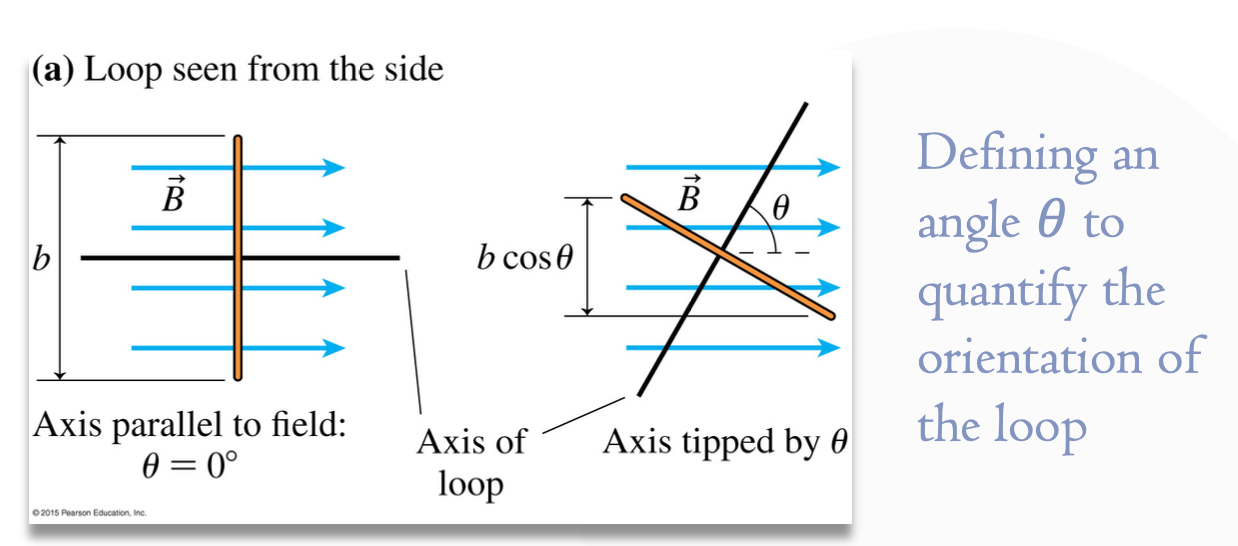 (a) Loop seen from the side
b
B⃗
Axis parallel to field:
θ = 0°
Axis of
loop
b cos θ
B⃗
θ
Axis tipped by θ
© 2015 Pearson Education, Inc.
Defining an
angle θ to
quantify the
orientation of
the loop